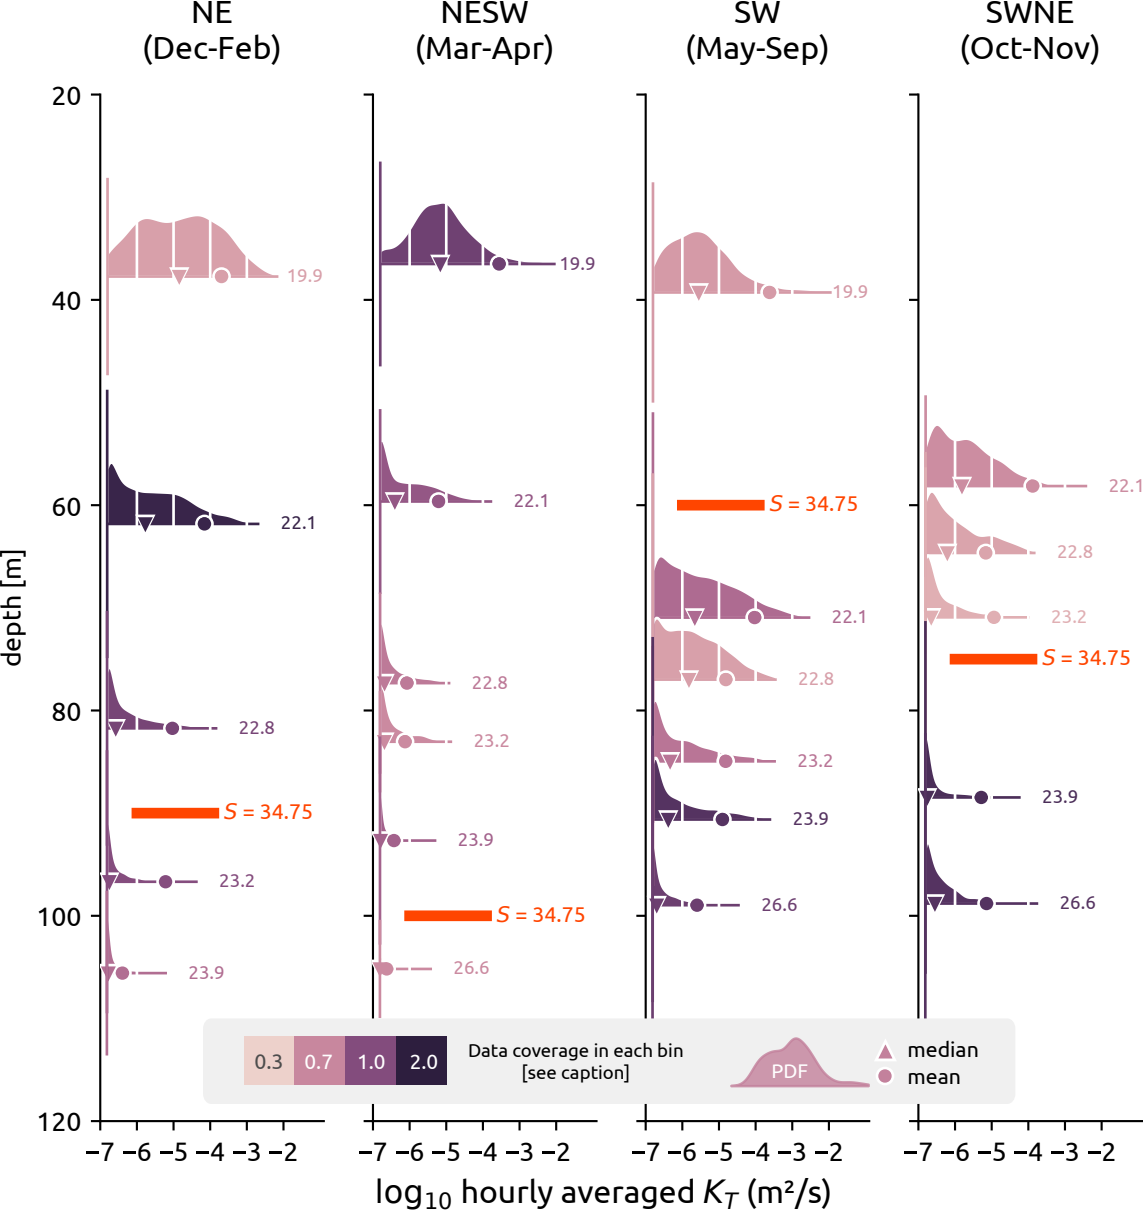 NE
(Dec-Feb)
NESW
(Mar-Apr)
SW
(May-Sep)
SWNE
(Oct-Nov)
20
40
60
80
100
120
depth [m]
19.9
22.1
22.8
S = 34.75
23.2
23.9
19.9
22.1
22.8
23.2
23.9
S = 34.75
26.6
19.9
S = 34.75
22.1
22.8
23.2
23.9
26.6
22.1
22.8
23.2
S = 34.75
23.9
26.6
0.3 0.7 1.0 2.0
Data coverage in each bin
[see caption]
PDF
median
mean
−7 −6 −5 −4 −3 −2
−7 −6 −5 −4 −3 −2
−7 −6 −5 −4 −3 −2
−7 −6 −5 −4 −3 −2
log₁₀ hourly averaged K_T (m²/s)